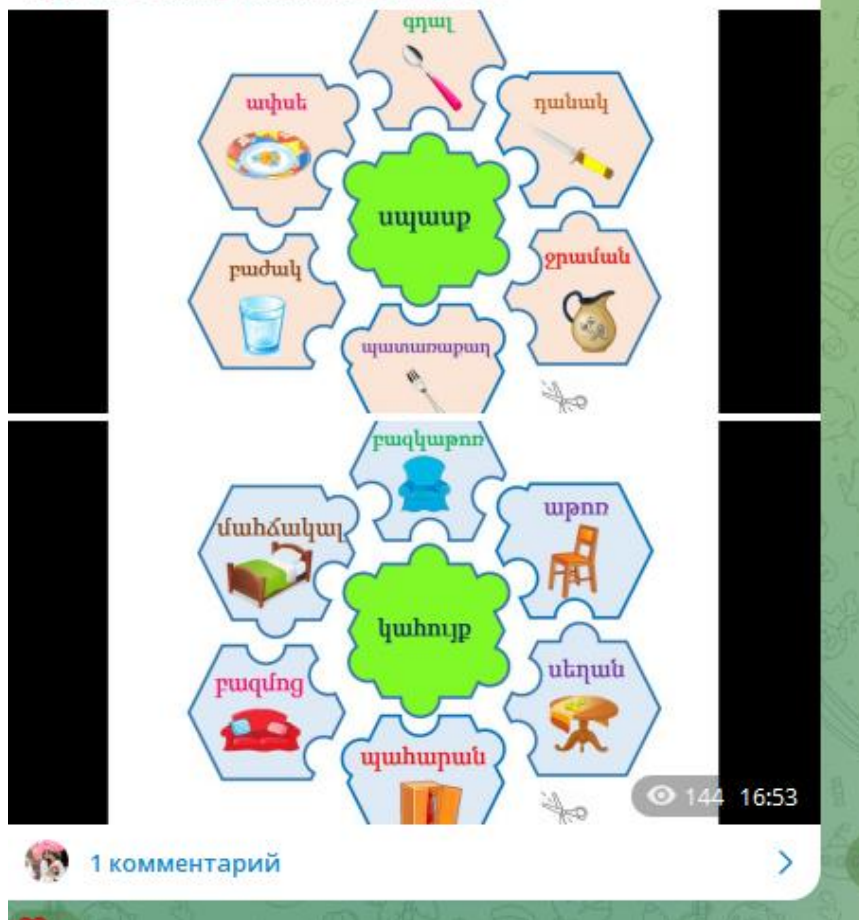 գդալ
ափսե
դանակ
սպասք
բաժակ
ջրաման
պատառաքաղ
բազկաթոռ
մահճակալ
աթոռ
կահույք
բազմոց
սեղան
պահարան
144 16:53
1 комментарий